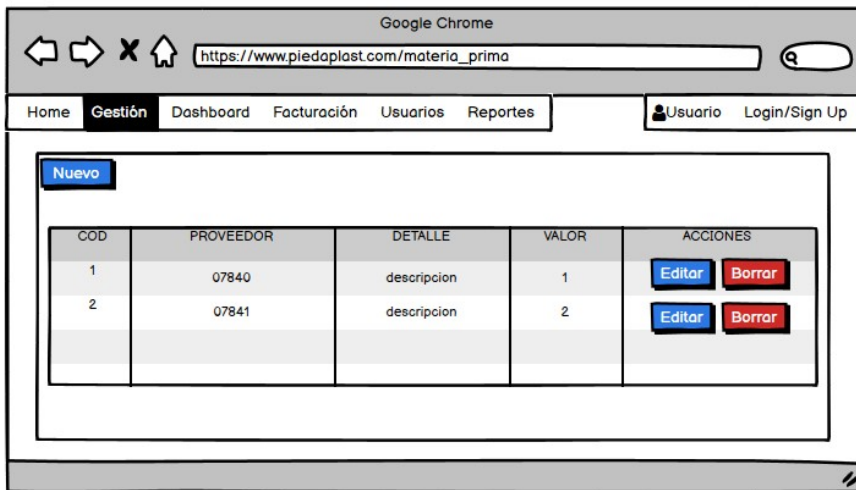 Google Chrome
https://www.piedaplast.com/materia_prima
Home Gestión Dashboard Facturación Usuarios Reportes Usuario Login/Sign Up
Nuevo
COD PROVEEDOR DETALLE VALOR ACCIONES
1 07840 descripcion 1 Editar Borrar
2 07841 descripcion 2 Editar Borrar